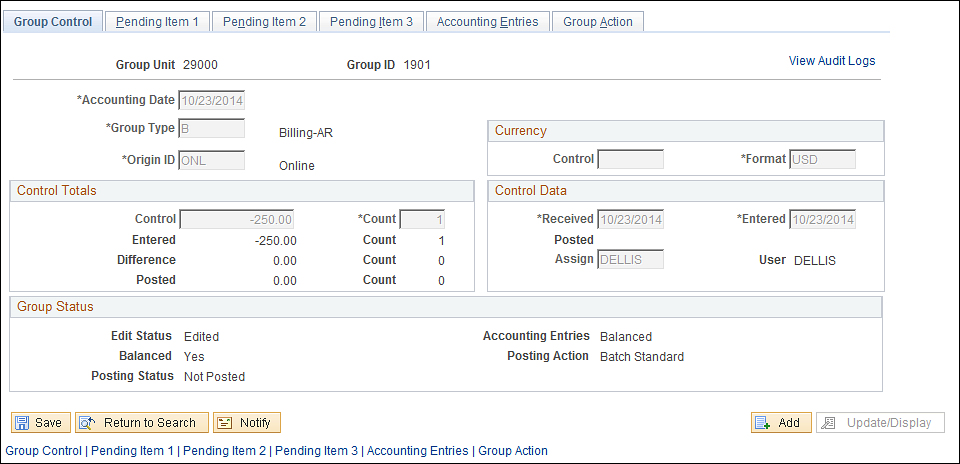 Group Control Pending Item 1 Pending Item 2 Pending Item 3 Accounting Entries Group Action
Group Unit 29000 Group ID 1901 View Audit Logs
*Accounting Date 10/23/2014
*Group Type B Billing-AR
*Origin ID ONL Online
Currency
Control *Format USD
Control Totals
Control -250.00 *Count 1
Entered -250.00 Count 1
Difference 0.00 Count 0
Posted 0.00 Count 0
Control Data
*Received 10/23/2014 *Entered 10/23/2014
Posted
Assign DELLIS User DELLIS
Group Status
Edit Status Edited Accounting Entries Balanced
Balanced Yes Posting Action Batch Standard
Posting Status Not Posted
Save Return to Search Notify Add Update/Display
Group Control | Pending Item 1 | Pending Item 2 | Pending Item 3 | Accounting Entries | Group Action